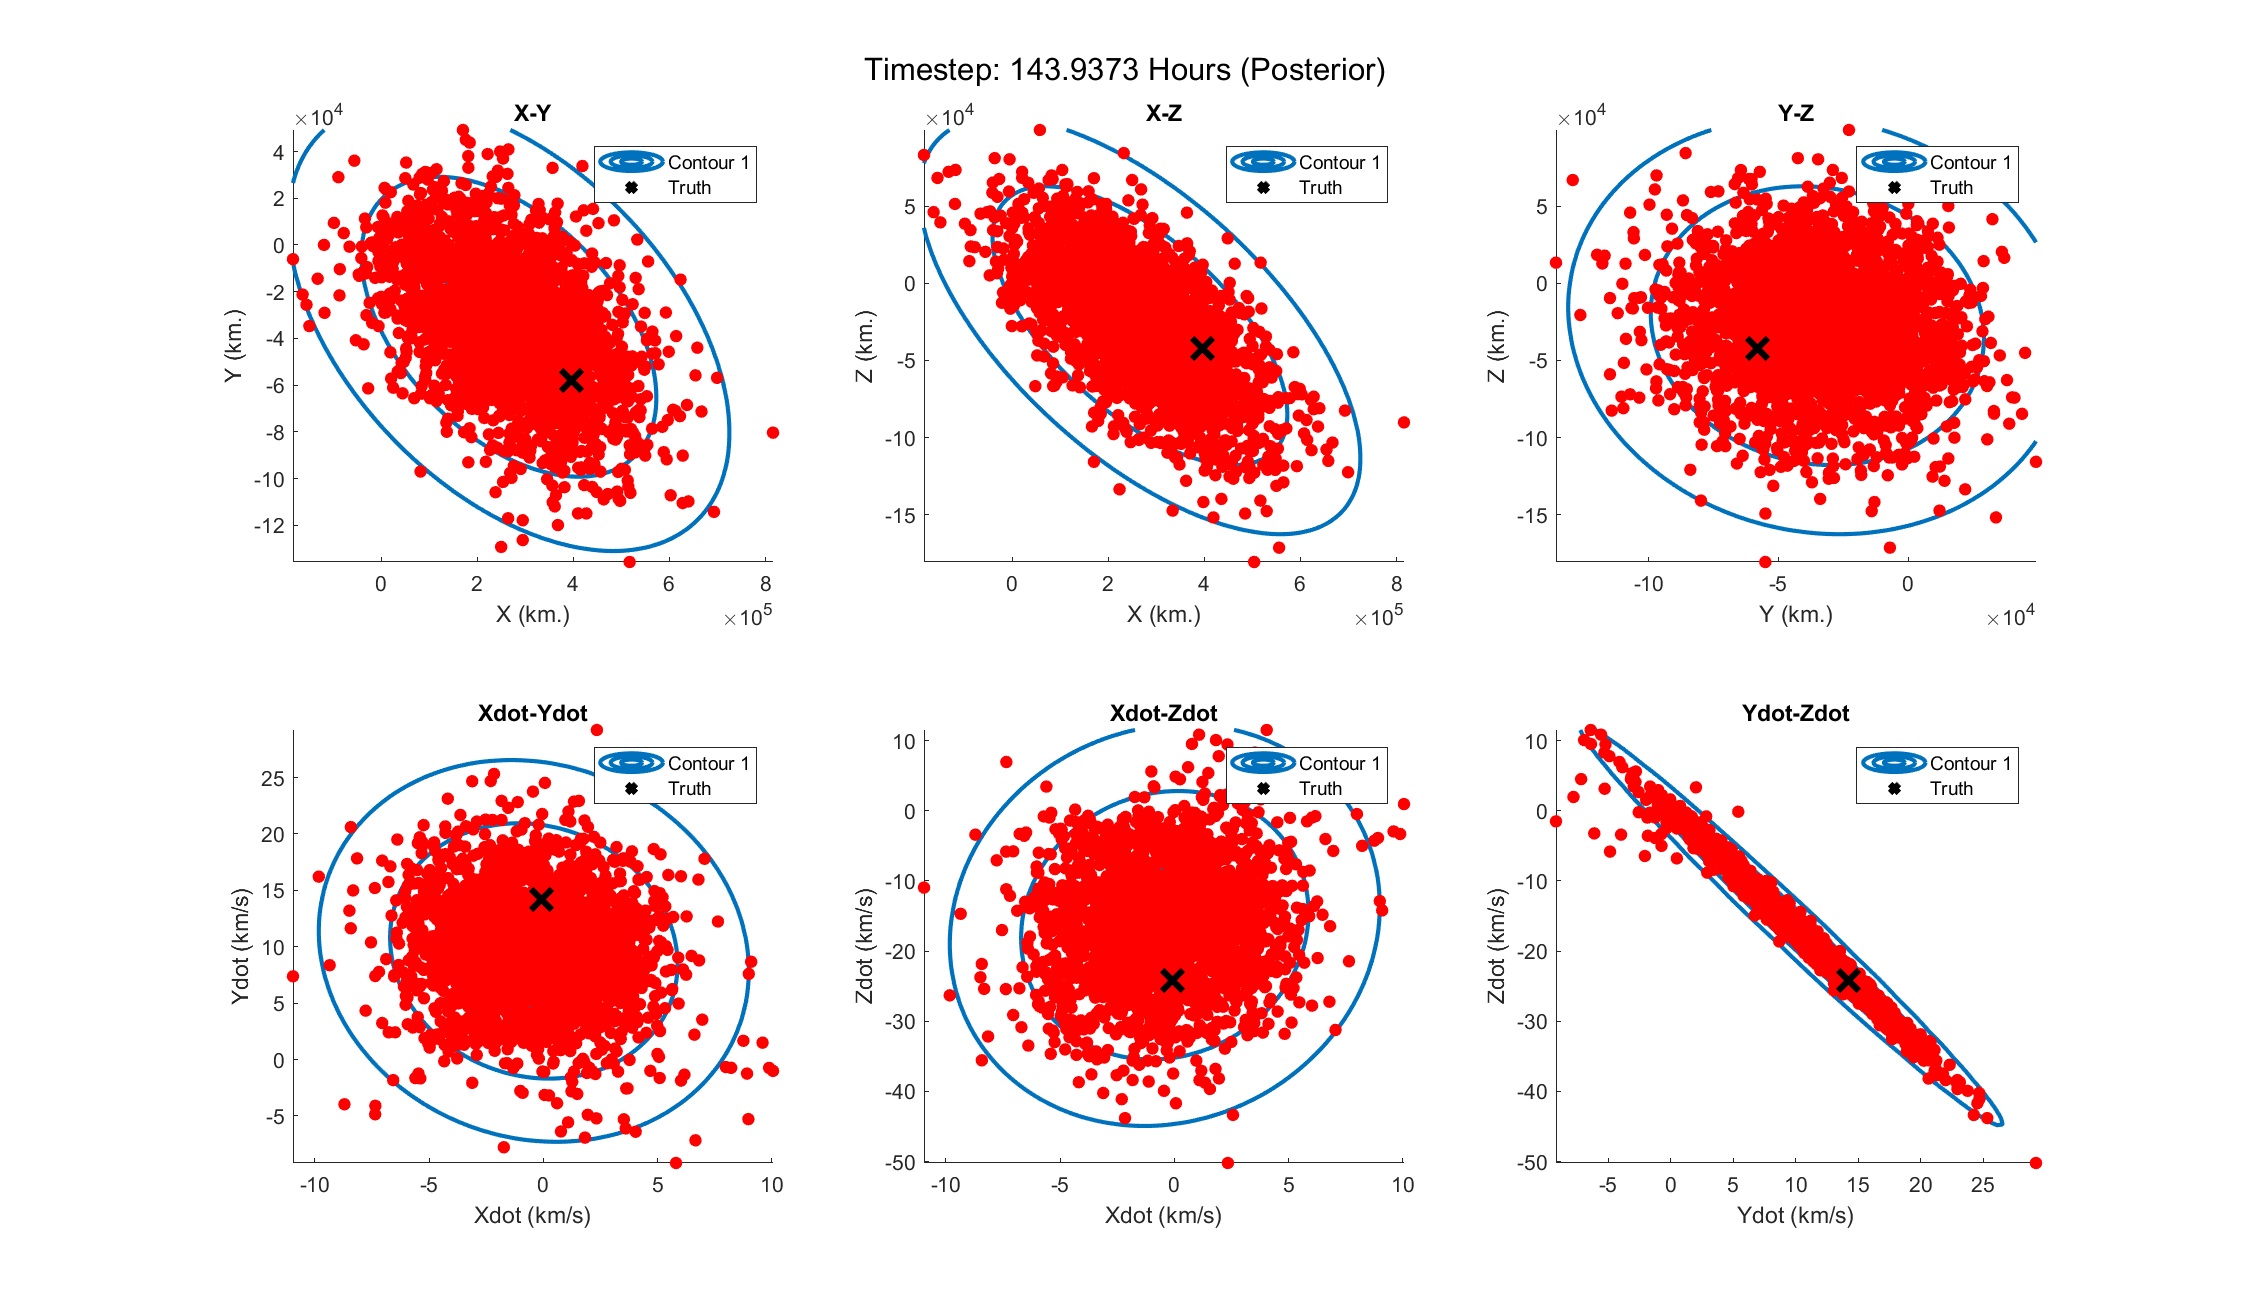 Timestep: 143.9373 Hours (Posterior)
X-Y
×10^4
4
2
0
-2
-4
-6
-8
-10
-12
Y (km.)
0 2 4 6 8
X (km.)
×10^5
Contour 1
Truth
X-Z
×10^4
5
0
-5
-10
-15
Z (km.)
0 2 4 6 8
X (km.)
×10^5
Contour 1
Truth
Y-Z
×10^4
5
0
-5
-10
-15
Z (km.)
-10 -5 0
Y (km.)
×10^4
Contour 1
Truth
Xdot-Ydot
25
20
15
10
5
0
-5
Ydot (km/s)
-10 -5 0 5 10
Xdot (km/s)
Contour 1
Truth
Xdot-Zdot
10
0
-10
-20
-30
-40
-50
Zdot (km/s)
-10 -5 0 5 10
Xdot (km/s)
Contour 1
Truth
Ydot-Zdot
10
0
-10
-20
-30
-40
-50
Zdot (km/s)
-5 0 5 10 15 20 25
Ydot (km/s)
Contour 1
Truth